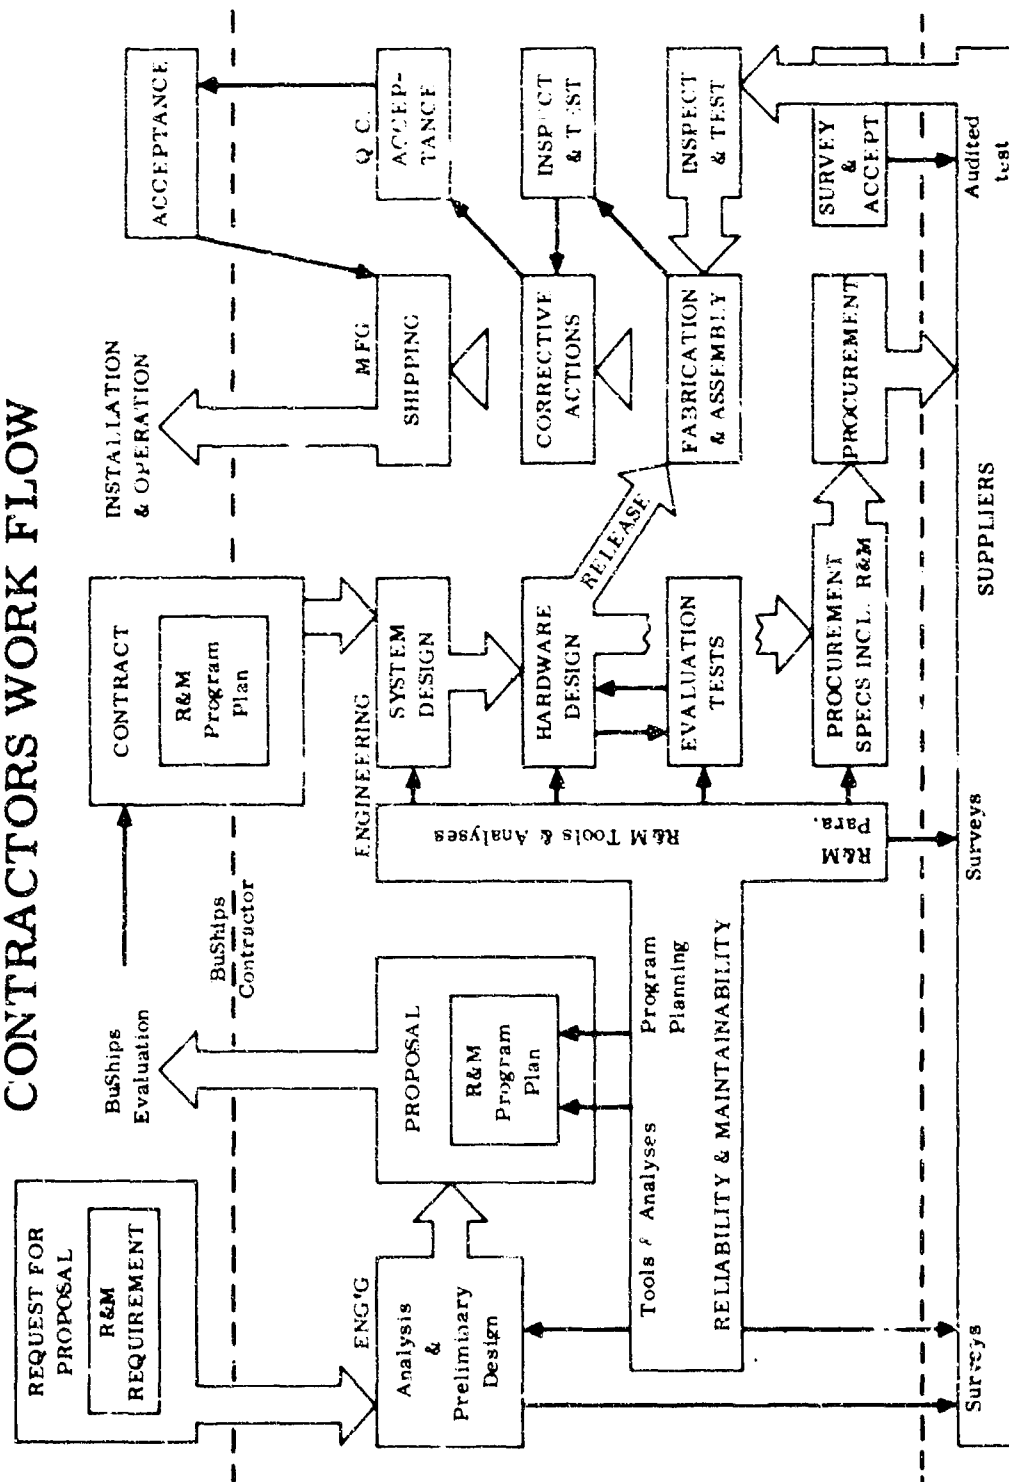 CONTRACTORS WORK FLOW
REQUEST FOR
PROPOSAL
R&M
REQUIREMENT
BuShips
Evaluation
CONTRACT
R&M
Program
Plan
INSTALLATION
& OPERATION
ACCEPTANCE
BuShips
Contractor
ENG'G
Analysis
&
Preliminary
Design
PROPOSAL
R&M
Program
Plan
ENGINEERING
SYSTEM
DESIGN
HARDWARE
DESIGN
EVALUATION
TESTS
PROCUREMENT
SPECS INCL. R&M
RELEASE
MFG
SHIPPING
CORRECTIVE
ACTIONS
FABRICATION
& ASSEMBLY
PROCUREMENT
Q C.
ACCEP-
TANCE
INSPECT
& TEST
INSPECT
& TEST
SURVEY
&
ACCEPT
R&M Tools & Analyses
R&M
Para.
Tools & Analyses
Program
Planning
RELIABILITY & MAINTAINABILITY
Surveys
Surveys
SUPPLIERS
Audited
test